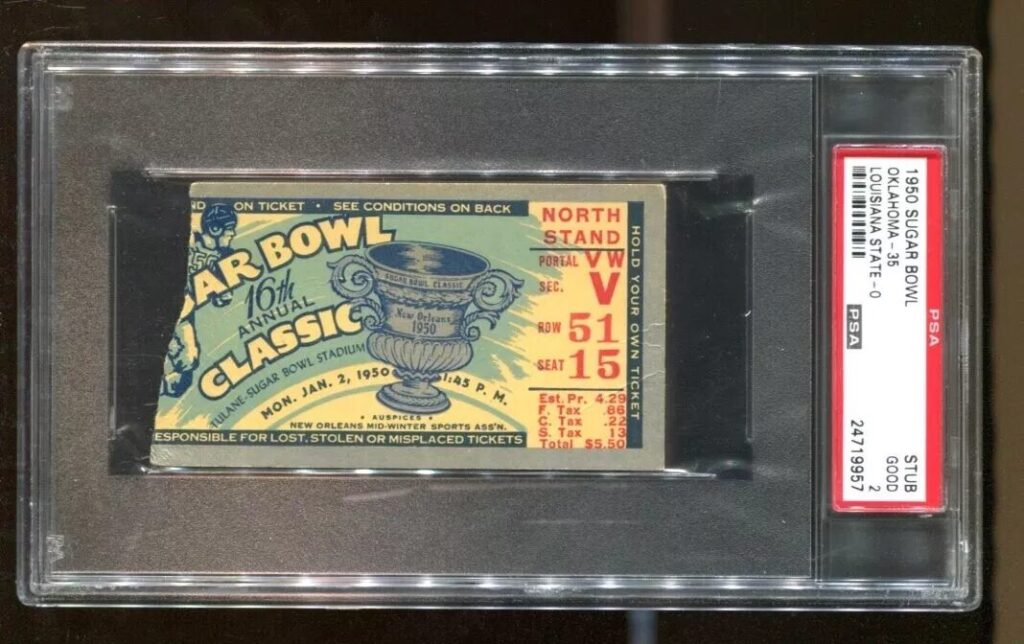 ND ON TICKET • SEE CONDITIONS ON BACK
GAR BOWL
16th
ANNUAL
CLASSIC
TULANE-SUGAR BOWL STADIUM
MON. JAN. 2, 1950 1:45 P. M.
• AUSPICES •
NEW ORLEANS MID-WINTER SPORTS ASS'N.
ESPONSIBLE FOR LOST, STOLEN OR MISPLACED TICKETS
SUGAR BOWL CLASSIC
New Orleans
1950
NORTH
STAND
PORTAL VW
SEC. V
ROW 51
SEAT 15
Est. Pr. 4.29
F. Tax .86
C. Tax .22
S. Tax 13
Total $5.50
HOLD YOUR OWN TICKET
1950 SUGAR BOWL
OKLAHOMA - 35
LOUISIANA STATE - 0
PSA
PSA
STUB
GOOD
2
24719957